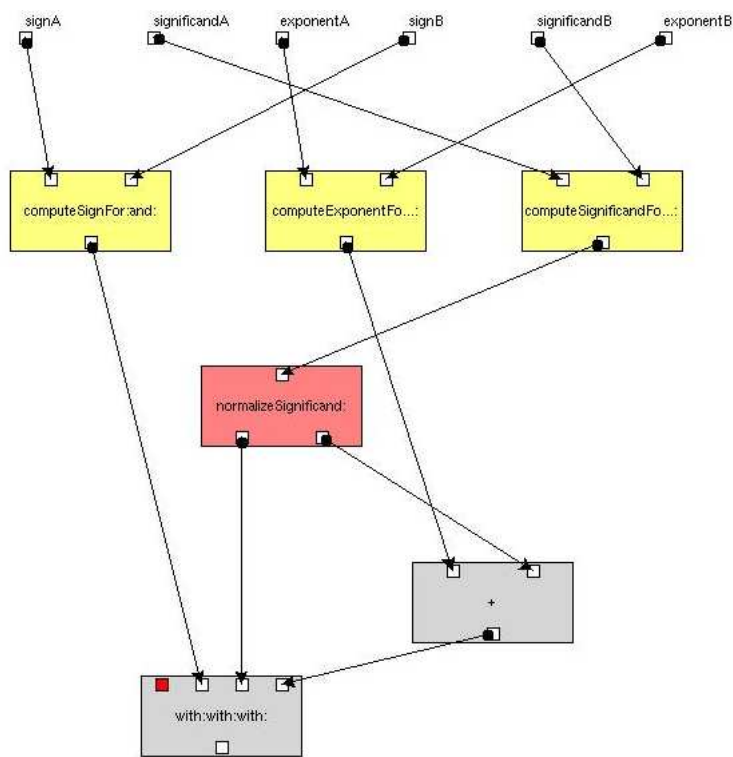 signA
significandA
exponentA
signB
significandB
exponentB
computeSignFor:and:
computeExponentFo...:
computeSignificandFo...:
normalizeSignificand:
+
with:with:with: